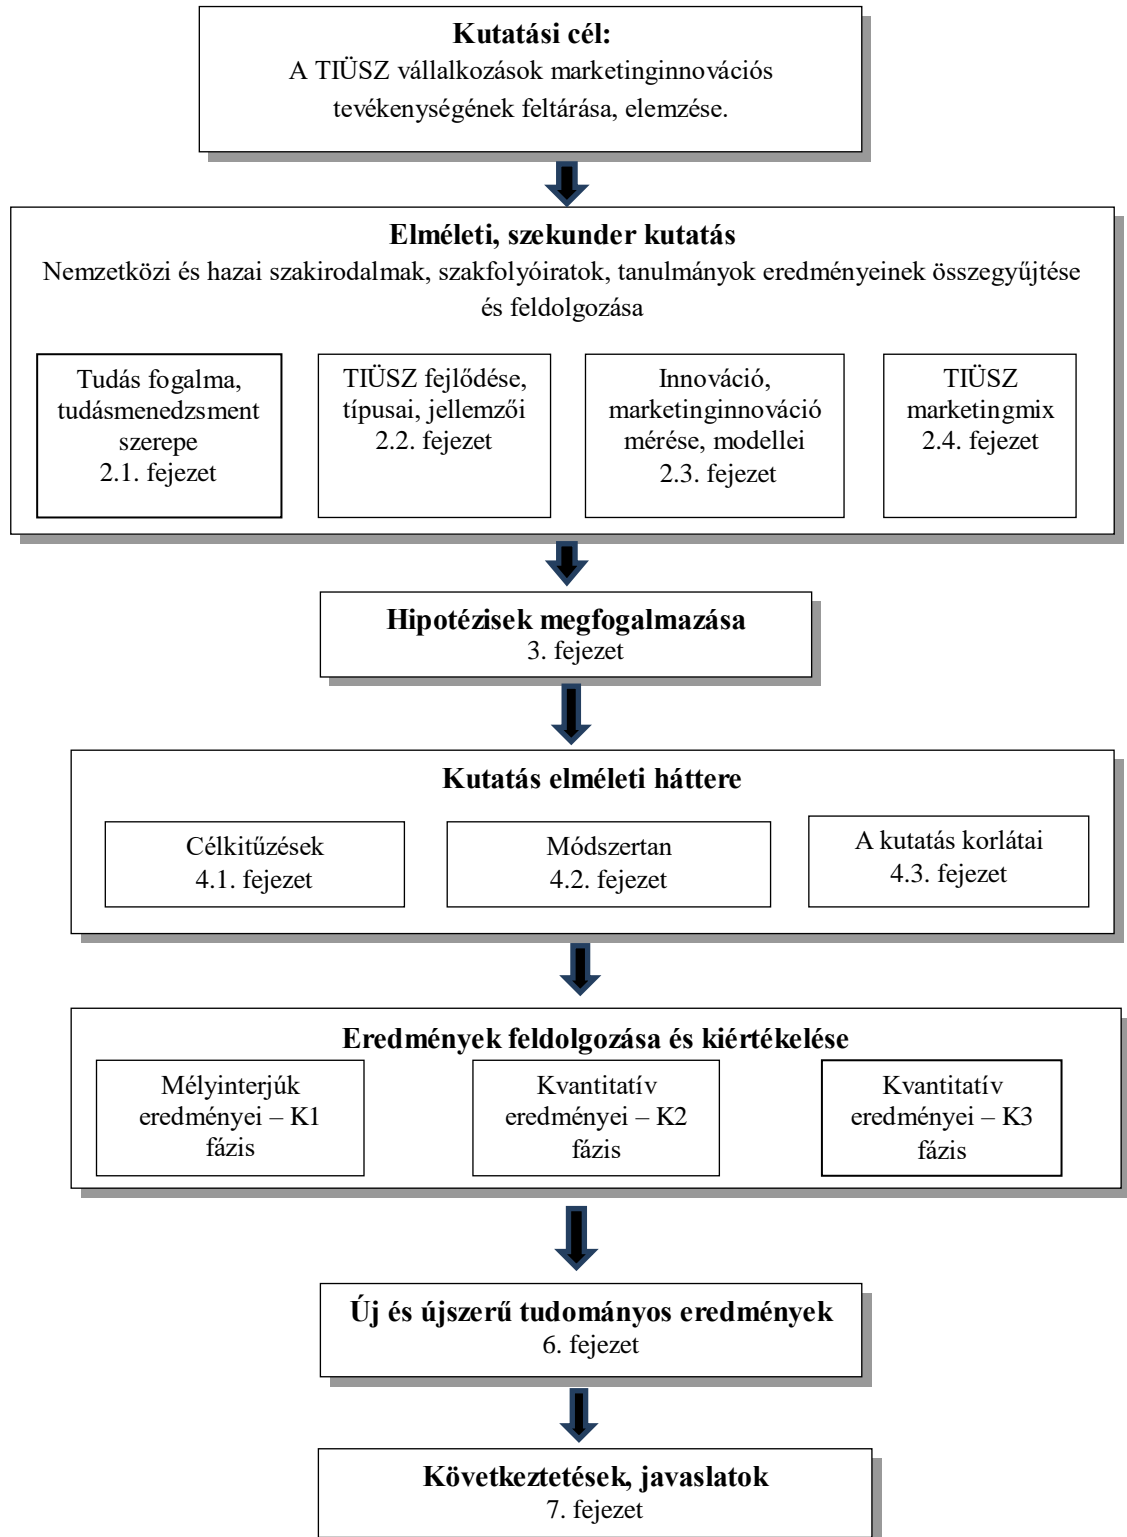 Kutatási cél:
A TIÜSZ vállalkozások marketinginnovációs
tevékenységének feltárása, elemzése.
Elméleti, szekunder kutatás
Nemzetközi és hazai szakirodalmak, szakfolyóiratok, tanulmányok eredményeinek összegyűjtése
és feldolgozása
Tudás fogalma,
tudásmenedzsment
szerepe
2.1. fejezet
TIÜSZ fejlődése,
típusai, jellemzői
2.2. fejezet
Innováció,
marketinginnováció
mérése, modellei
2.3. fejezet
TIÜSZ
marketingmix
2.4. fejezet
Hipotézisek megfogalmazása
3. fejezet
Kutatás elméleti háttere
Célkitűzések
4.1. fejezet
Módszertan
4.2. fejezet
A kutatás korlátai
4.3. fejezet
Eredmények feldolgozása és kiértékelése
Mélyinterjúk
eredményei – K1
fázis
Kvantitatív
eredményei – K2
fázis
Kvantitatív
eredményei – K3
fázis
Új és újszerű tudományos eredmények
6. fejezet
Következtetések, javaslatok
7. fejezet